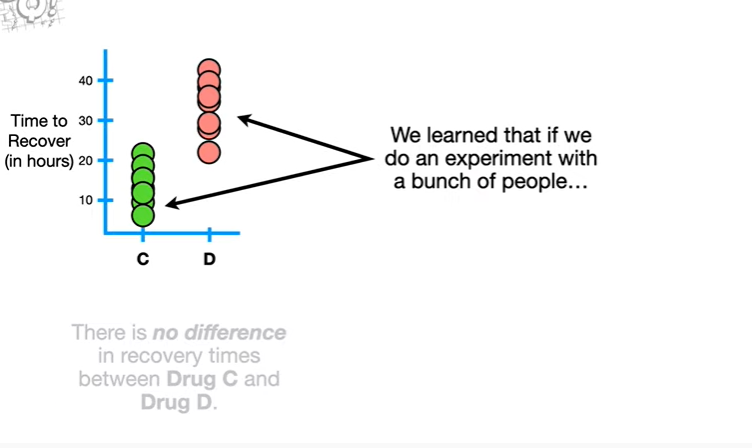 40
Time to
Recover
(in hours)
30
20
10
C
D
We learned that if we
do an experiment with
a bunch of people…
There is no difference
in recovery times
between Drug C and
Drug D.